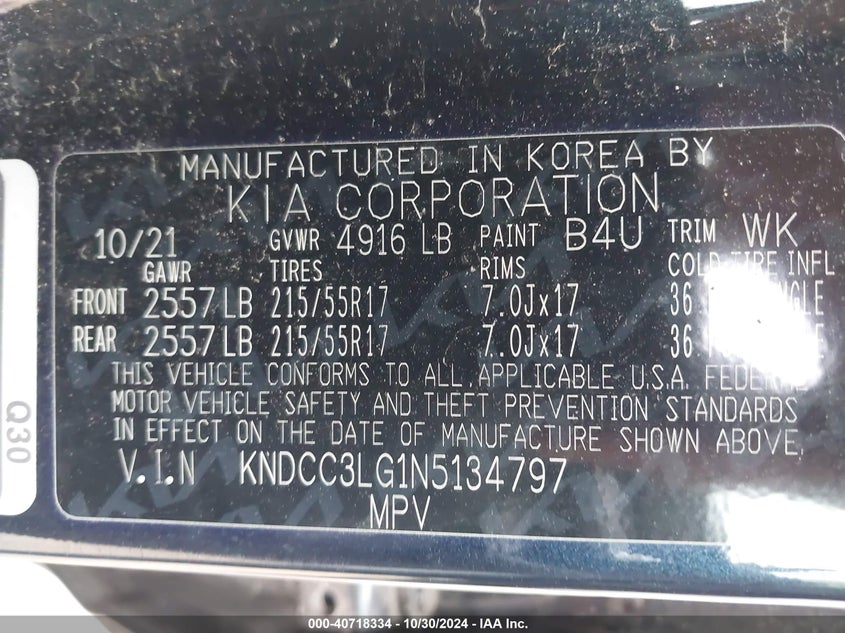 MANUFACTURED IN KOREA BY
KIA CORPORATION
10/21 GVWR 4916 LB PAINT B4U TRIM WK
GAWR TIRES RIMS COLD TIRE INFL
FRONT 2557 LB 215/55R17 7.0Jx17 36
REAR 2557 LB 215/55R17 7.0Jx17 36
THIS VEHICLE CONFORMS TO ALL APPLICABLE U.S.A. FEDERAL
MOTOR VEHICLE SAFETY AND THEFT PREVENTION STANDARDS
IN EFFECT ON THE DATE OF MANUFACTURE SHOWN ABOVE.
V.I.N KNDCC3LG1N5134797
MPV
Q30
000-40718334 - 10/30/2024 - IAA Inc.